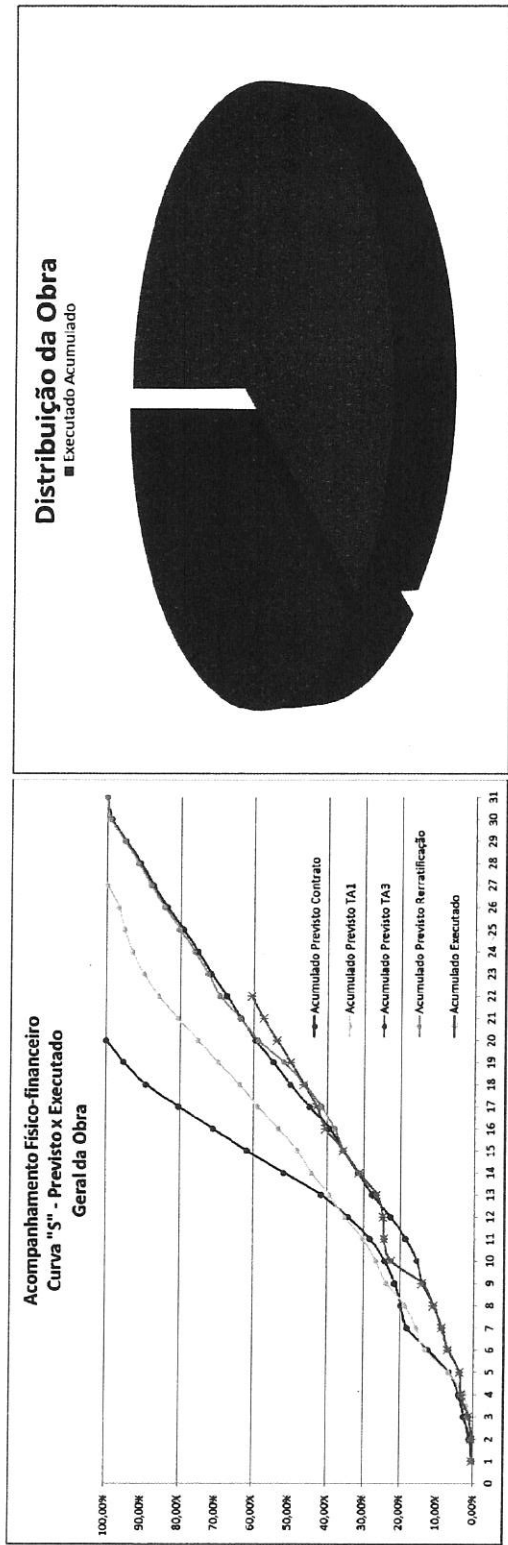 Acompanhamento Físico-financeiro
Curva "S" - Previsto x Executado
Geral da Obra
100,00%
90,00%
80,00%
70,00%
60,00%
50,00%
40,00%
30,00%
20,00%
10,00%
0,00%
0 1 2 3 4 5 6 7 8 9 10 11 12 13 14 15 16 17 18 19 20 21 22 23 24 25 26 27 28 29 30 31
Acumulado Previsto Contrato
Acumulado Previsto TA1
Acumulado Previsto TA3
Acumulado Previsto Rerratificação
Acumulado Executado
Distribuição da Obra
Executado Acumulado